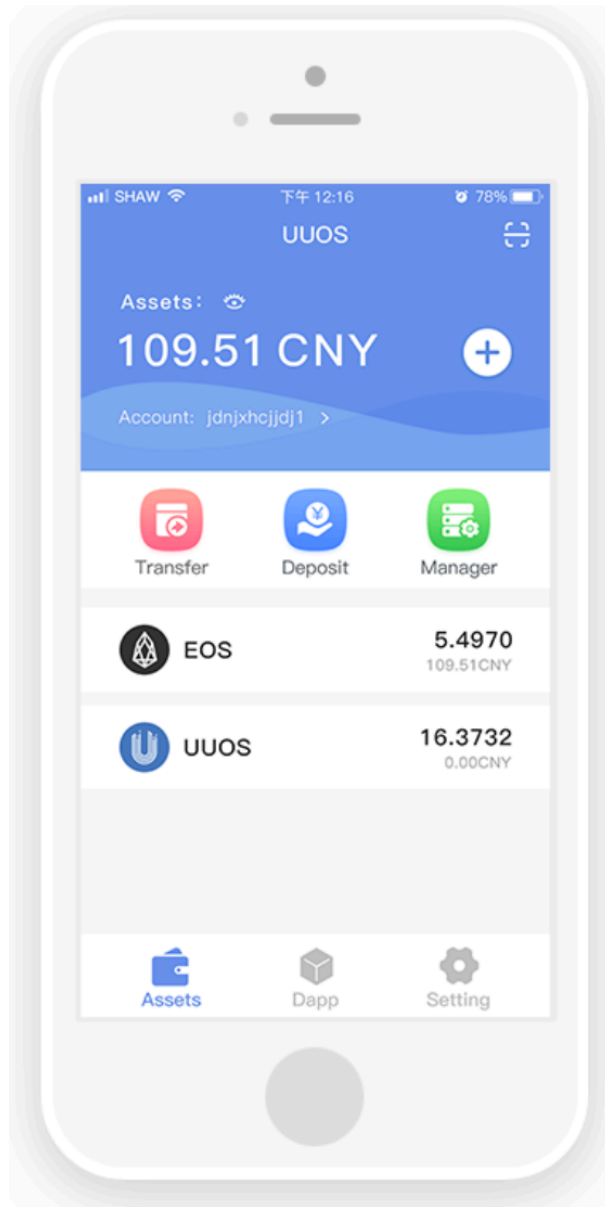 SHAW 下午 12:16 78%
UUOS
Assets:
109.51 CNY
Account: jdnjxhcjjdj1 >
Transfer Deposit Manager
EOS 5.4970
109.51CNY
UUOS 16.3732
0.00CNY
Assets Dapp Setting